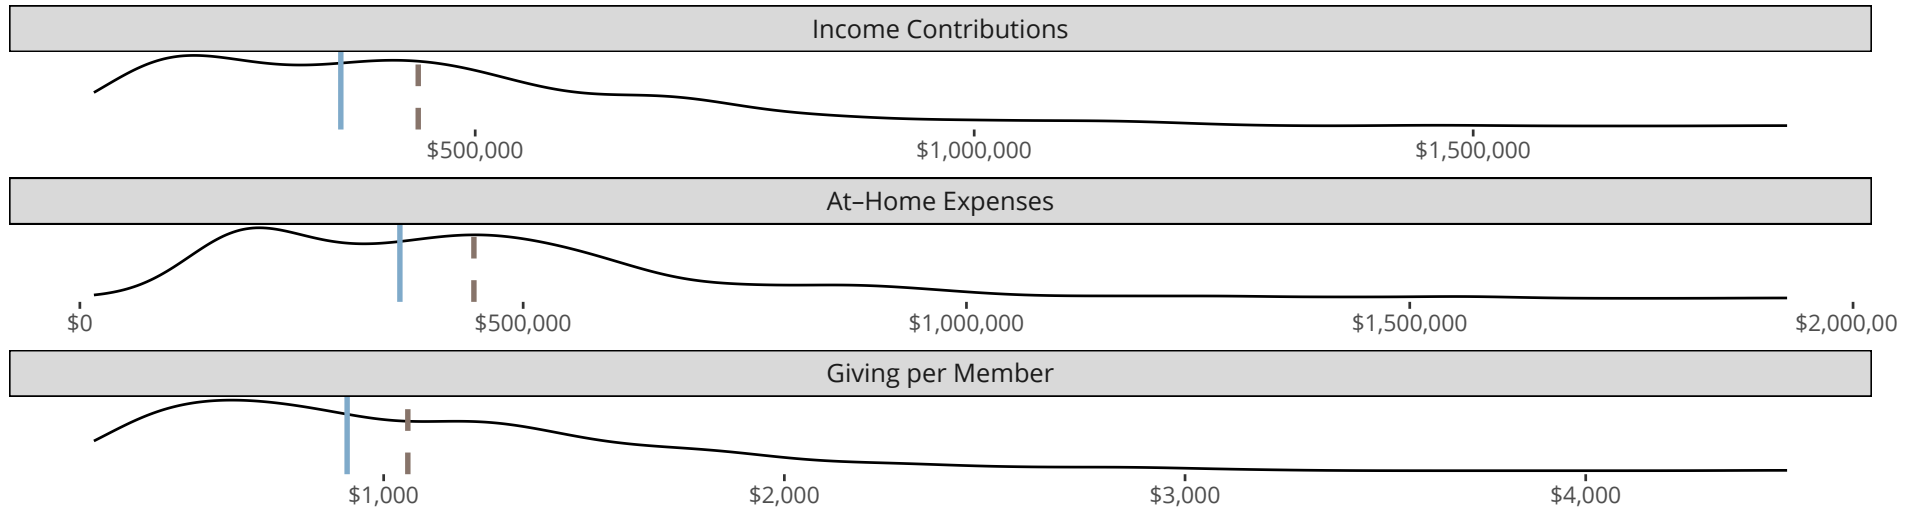 Income Contributions
$500,000 $1,000,000 $1,500,000
At–Home Expenses
$0 $500,000 $1,000,000 $1,500,000 $2,000,00
Giving per Member
$1,000 $2,000 $3,000 $4,000